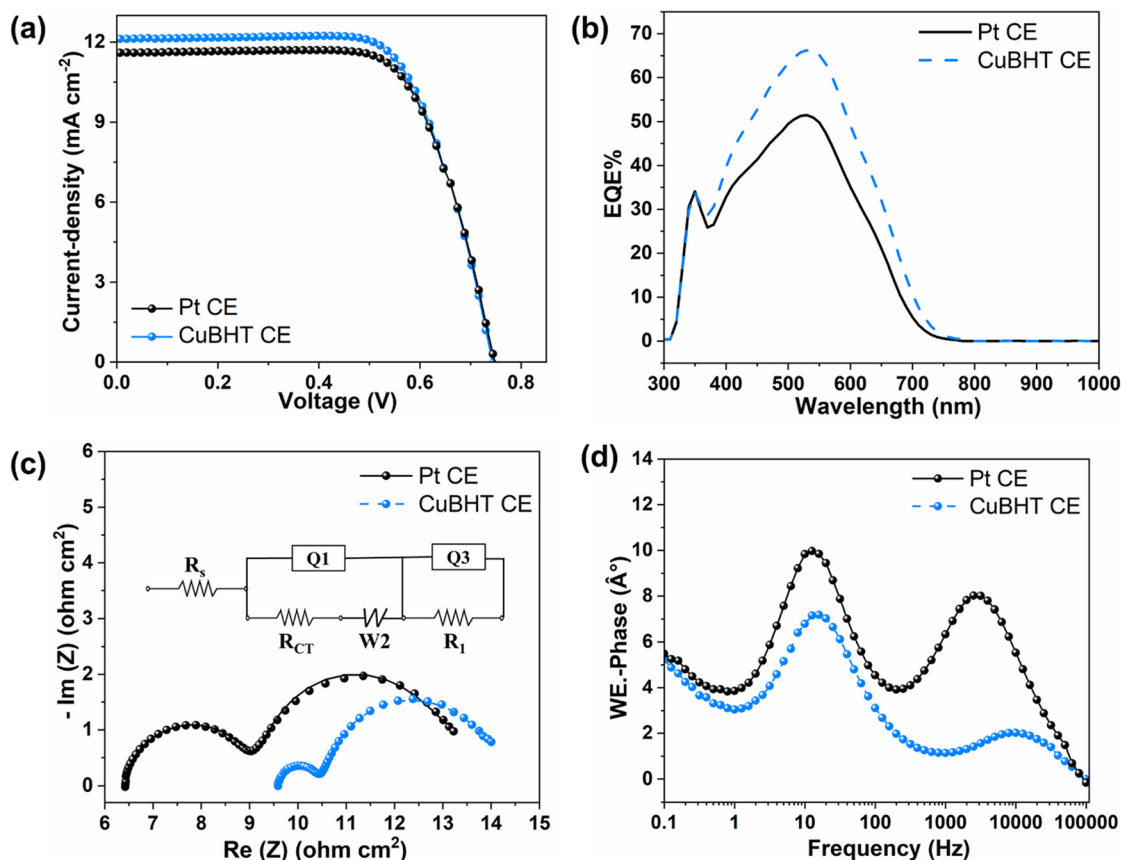 (a)
12
9
6
3
0
0.0 0.2 0.4 0.6 0.8
Current-density (mA cm⁻²)
Voltage (V)
Pt CE
CuBHT CE
(b)
70
60
50
40
30
20
10
0
300 400 500 600 700 800 900 1000
EQE%
Wavelength (nm)
Pt CE
CuBHT CE
(c)
6
5
4
3
2
1
0
6 7 8 9 10 11 12 13 14 15
- Im (Z) (ohm cm²)
Re (Z) (ohm cm²)
Pt CE
CuBHT CE
Rs
Q1
Q3
RCT
W2
R1
(d)
14
12
10
8
6
4
2
0
0.1 1 10 100 1000 10000 100000
WE.-Phase (Â°)
Frequency (Hz)
Pt CE
CuBHT CE